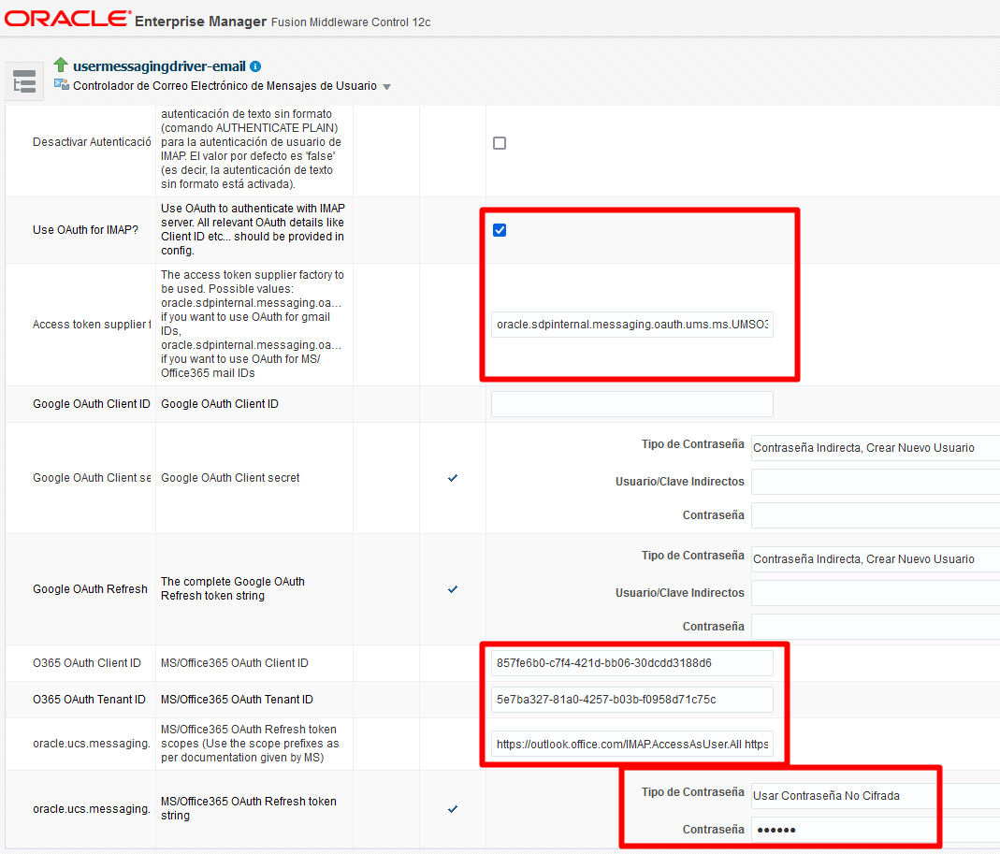 ORACLE Enterprise Manager Fusion Middleware Control 12c
usermessagingdriver-email
Controlador de Correo Electrónico de Mensajes de Usuario
Desactivar Autenticació
autenticación de texto sin formato
(comando AUTHENTICATE PLAIN)
para la autenticación de usuario de
IMAP. El valor por defecto es 'false'
(es decir, la autenticación de texto
sin formato está activada).
Use OAuth for IMAP?
Use OAuth to authenticate with IMAP
server. All relevant OAuth details like
Client ID etc... should be provided in
config.
Access token supplier f
The access token supplier factory to
be used. Possible values:
oracle.sdpinternal.messaging.oa...
if you want to use OAuth for gmail
IDs,
oracle.sdpinternal.messaging.oa...
if you want to use OAuth for MS/
Office365 mail IDs
oracle.sdpinternal.messaging.oauth.ums.ms.UMSO3
Google OAuth Client ID
Google OAuth Client ID
Google OAuth Client se
Google OAuth Client secret
Tipo de Contraseña
Contraseña Indirecta, Crear Nuevo Usuario
Usuario/Clave Indirectos
Contraseña
Google OAuth Refresh
The complete Google OAuth
Refresh token string
Tipo de Contraseña
Contraseña Indirecta, Crear Nuevo Usuario
Usuario/Clave Indirectos
Contraseña
O365 OAuth Client ID
MS/Office365 OAuth Client ID
857fe6b0-c7f4-421d-bb06-30dcdd3188d6
O365 OAuth Tenant ID
MS/Office365 OAuth Tenant ID
5e7ba327-81a0-4257-b03b-f0958d71c75c
oracle.ucs.messaging.
MS/Office365 OAuth Refresh token
scopes (Use the scope prefixes as
per documentation given by MS)
https://outlook.office.com/IMAP.AccessAsUser.All https
oracle.ucs.messaging.
MS/Office365 OAuth Refresh token
string
Tipo de Contraseña
Usar Contraseña No Cifrada
Contraseña
••••••